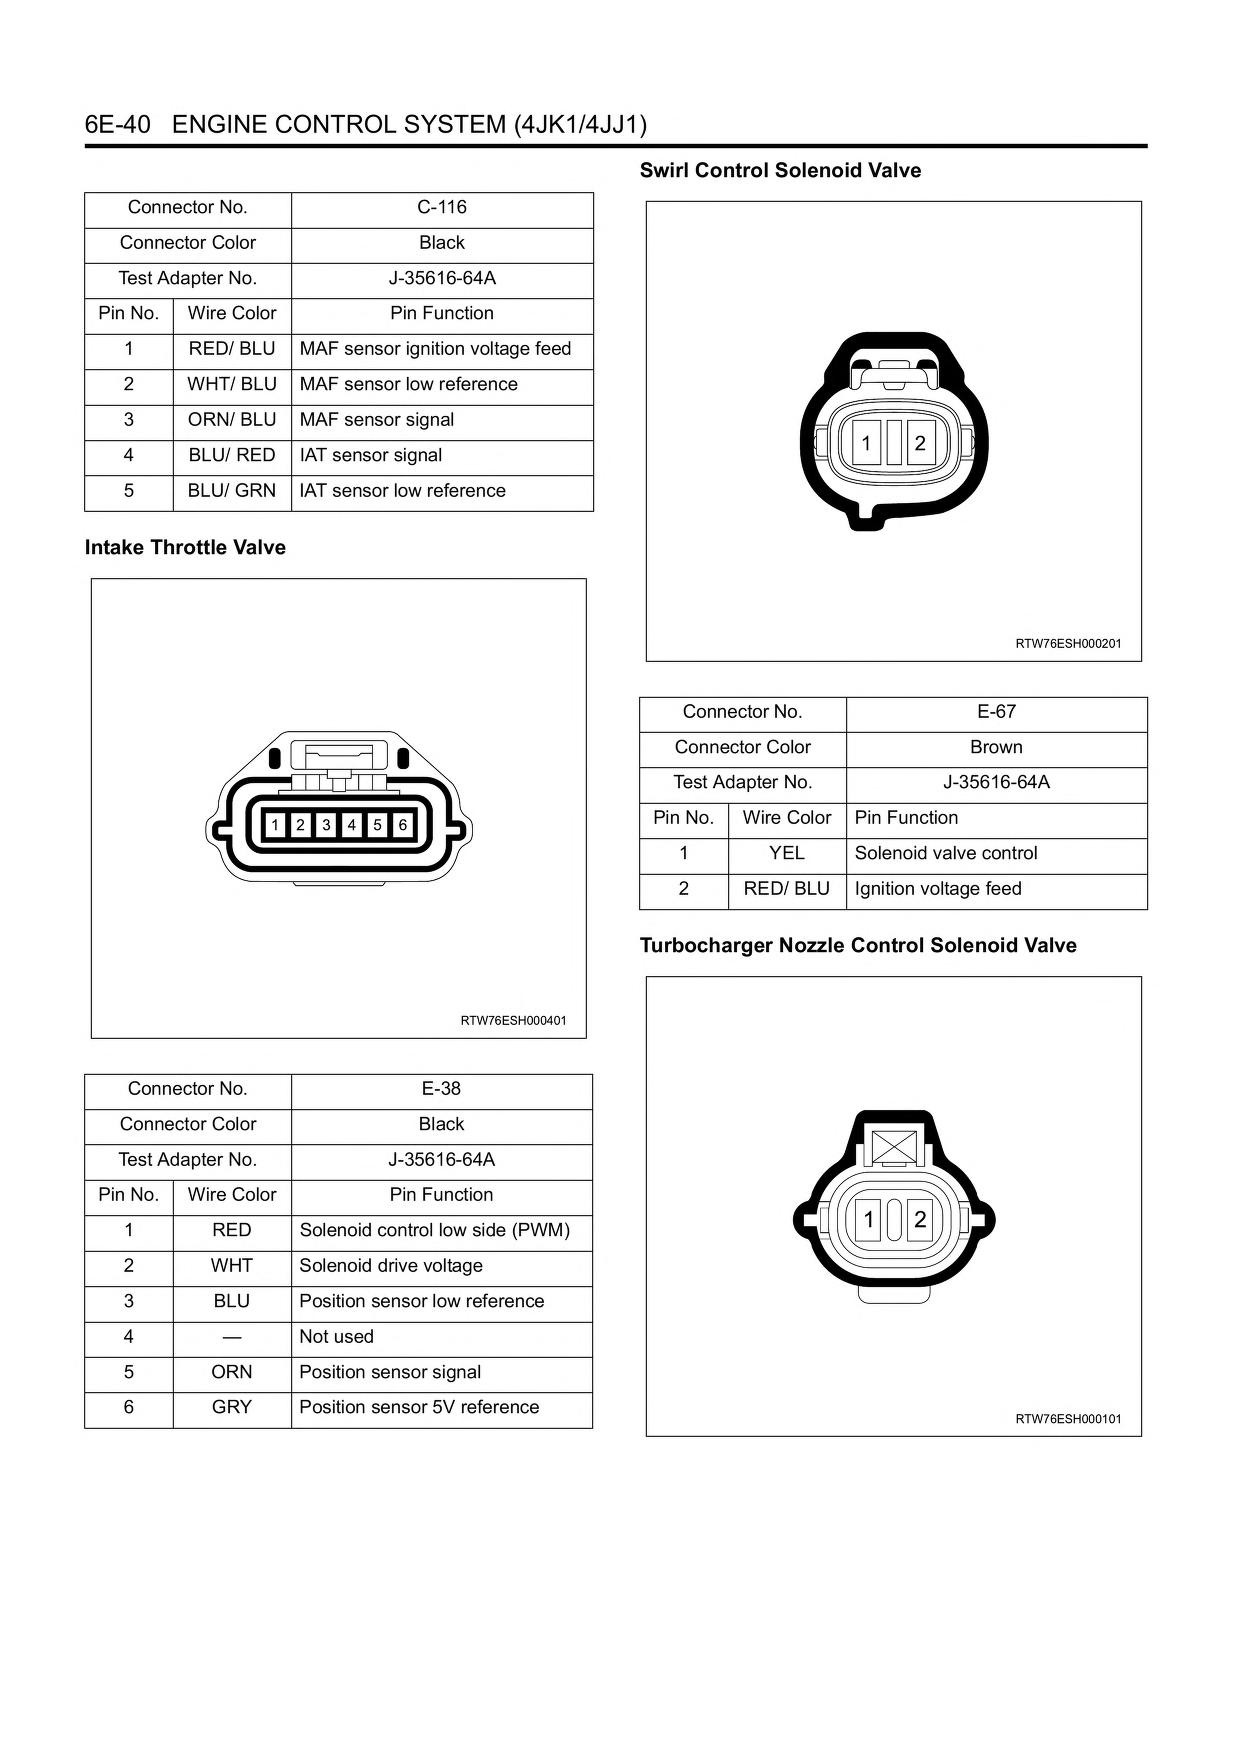 6E-40 ENGINE CONTROL SYSTEM (4JK1/4JJ1)
Connector No. C-116
Connector Color Black
Test Adapter No. J-35616-64A
Pin No. Wire Color Pin Function
1 RED/ BLU MAF sensor ignition voltage feed
2 WHT/ BLU MAF sensor low reference
3 ORN/ BLU MAF sensor signal
4 BLU/ RED IAT sensor signal
5 BLU/ GRN IAT sensor low reference
Intake Throttle Valve
1 2 3 4 5 6
RTW76ESH000401
Connector No. E-38
Connector Color Black
Test Adapter No. J-35616-64A
Pin No. Wire Color Pin Function
1 RED Solenoid control low side (PWM)
2 WHT Solenoid drive voltage
3 BLU Position sensor low reference
4 — Not used
5 ORN Position sensor signal
6 GRY Position sensor 5V reference
Swirl Control Solenoid Valve
1 2
RTW76ESH000201
Connector No. E-67
Connector Color Brown
Test Adapter No. J-35616-64A
Pin No. Wire Color Pin Function
1 YEL Solenoid valve control
2 RED/ BLU Ignition voltage feed
Turbocharger Nozzle Control Solenoid Valve
1 2
RTW76ESH000101